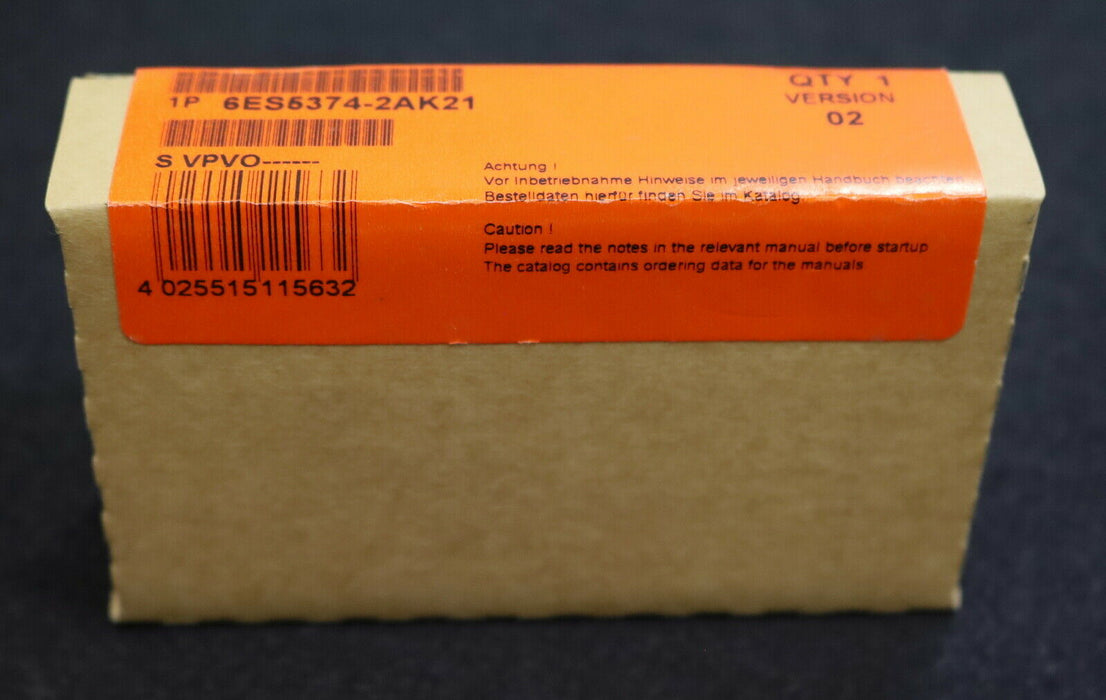 1P 6ES5374-2AK21
QTY 1
VERSION
02
S VPVO------
4 025515 115632
Achtung !
Vor Inbetriebnahme Hinweise im jeweiligen Handbuch beachten
Bestelldaten hierfür finden Sie im Katalog
Caution !
Please read the notes in the relevant manual before startup
The catalog contains ordering data for the manuals